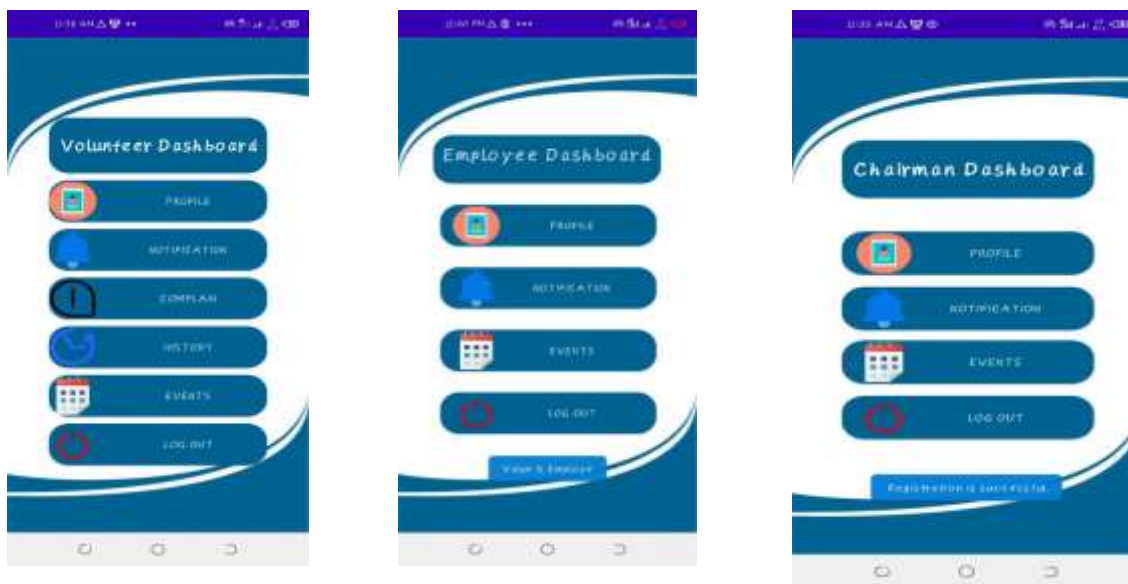 Volunteer Dashboard
PROFILE
NOTIFICATION
COMPLAN
HISTORY
EVENTS
LOG OUT
Employee Dashboard
PROFILE
NOTIFICATION
EVENTS
LOG OUT
Chairman Dashboard
PROFILE
NOTIFICATION
EVENTS
LOG OUT
Registration is successful.